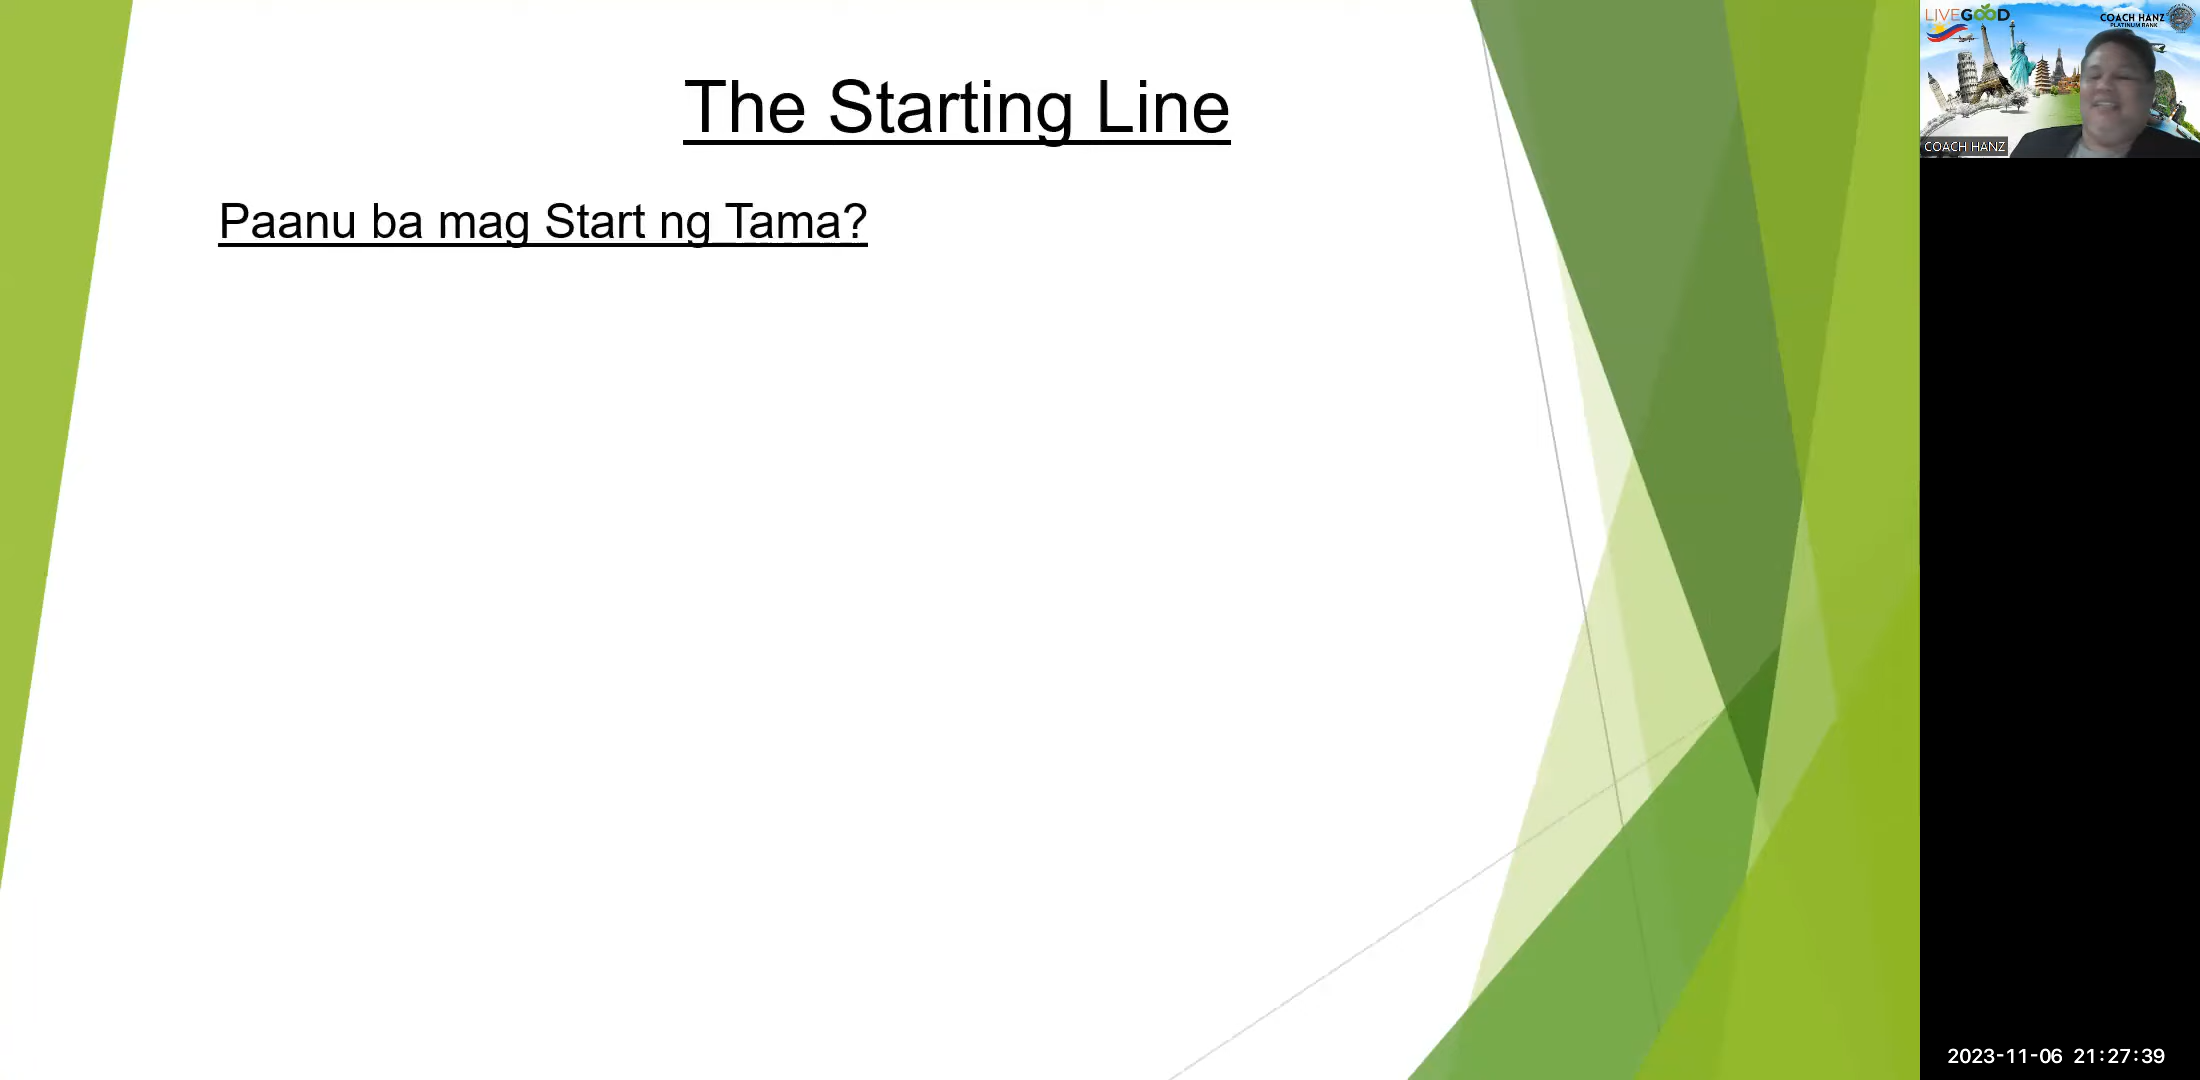 The Starting Line
Paanu ba mag Start ng Tama?
LIVEGOOD
COACH HANZ
PLATINUM RANK
COACH HANZ
2023-11-06 21:27:39